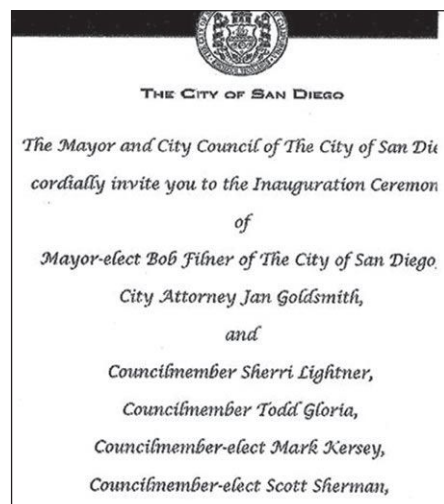 THE CITY OF SAN DIEGO
The Mayor and City Council of The City of San Die
cordially invite you to the Inauguration Ceremon
of
Mayor-elect Bob Filner of The City of San Diego
City Attorney Jan Goldsmith,
and
Councilmember Sherri Lightner,
Councilmember Todd Gloria,
Councilmember-elect Mark Kersey,
Councilmember-elect Scott Sherman,